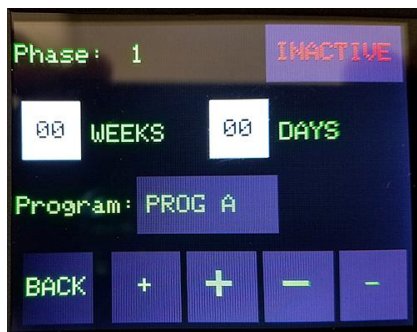 Phase: 1 INACTIVE
00 WEEKS 00 DAYS
Program: PROG A
BACK + + - -